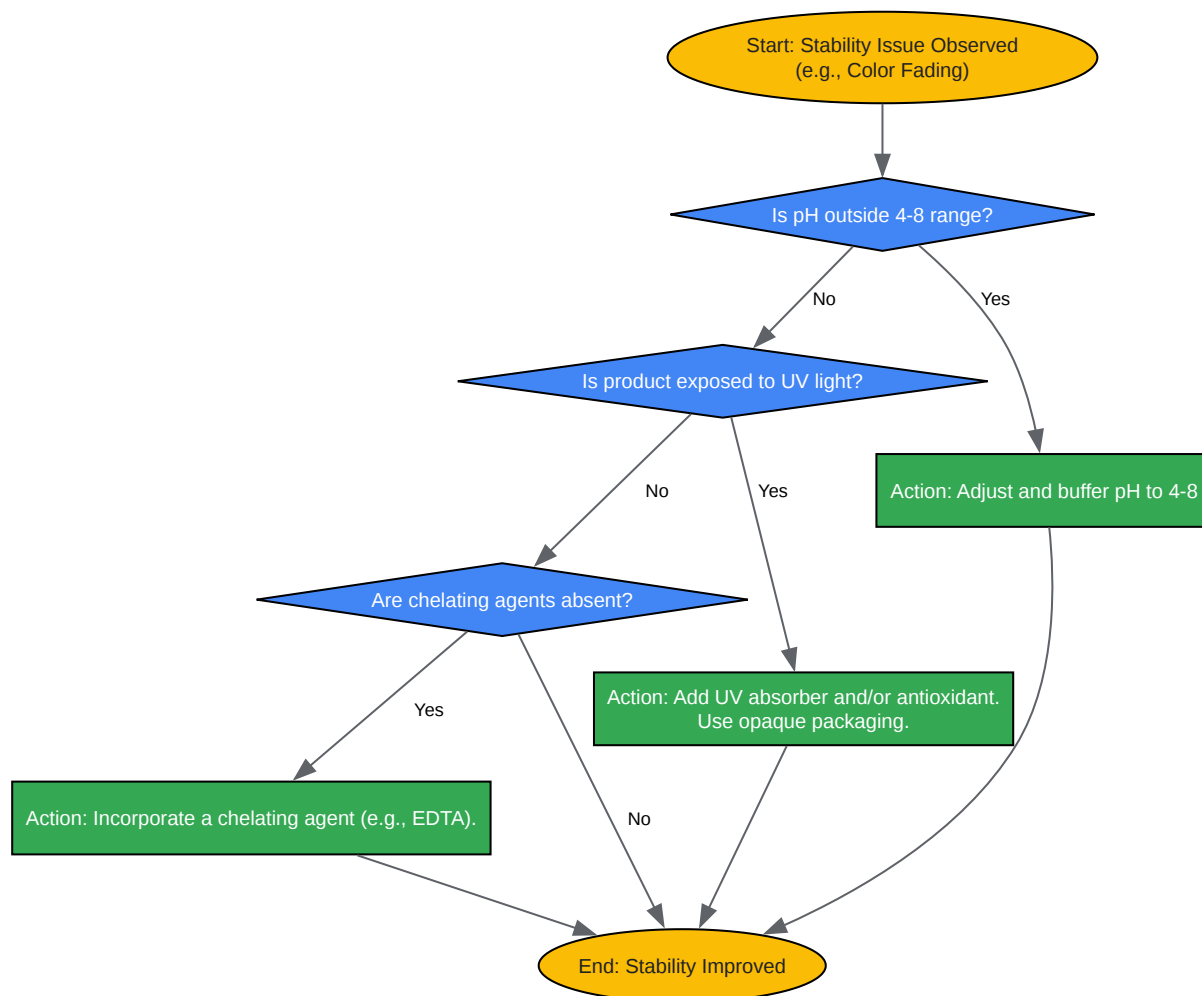 Start: Stability Issue Observed
(e.g., Color Fading)
Is pH outside 4-8 range?
No
Yes
Is product exposed to UV light?
No
Yes
Action: Adjust and buffer pH to 4-8
Are chelating agents absent?
Action: Add UV absorber and/or antioxidant.
Use opaque packaging.
Yes
No
Action: Incorporate a chelating agent (e.g., EDTA).
End: Stability Improved